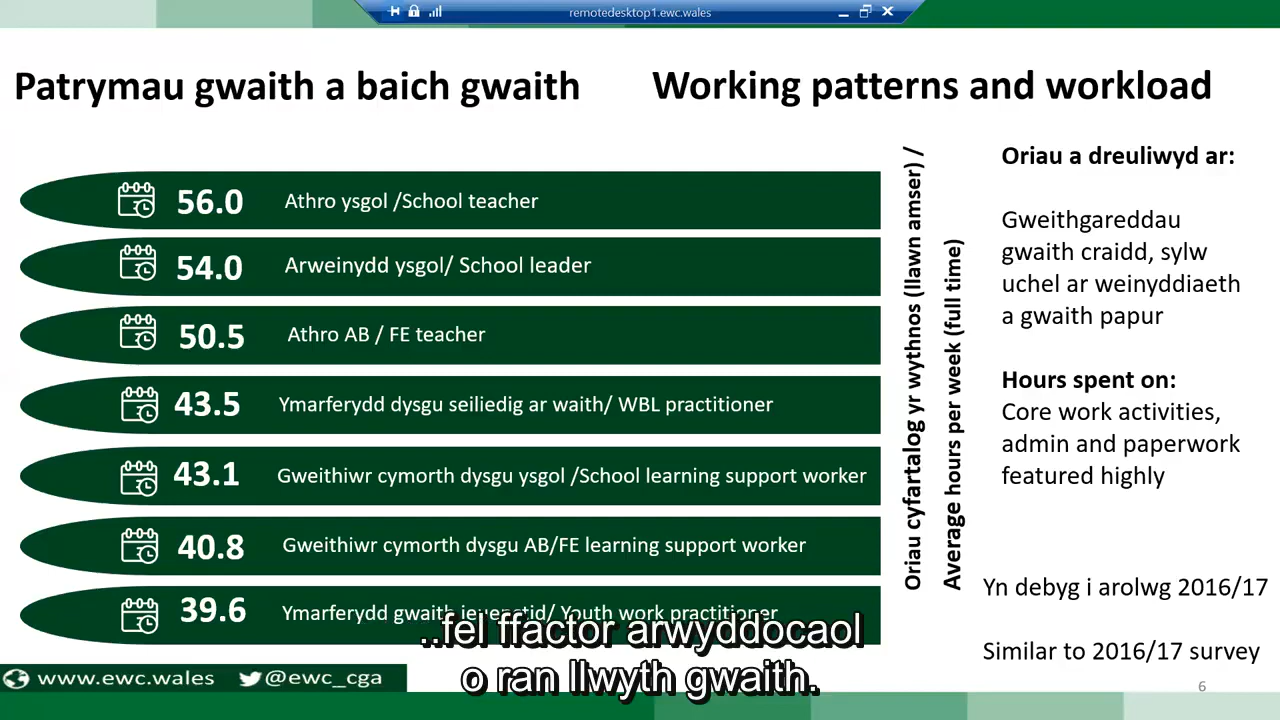 remotedesktop1.ewc.wales
Patrymau gwaith a baich gwaith
Working patterns and workload
56.0 Athro ysgol /School teacher
54.0 Arweinydd ysgol/ School leader
50.5 Athro AB / FE teacher
43.5 Ymarferydd dysgu seiliedig ar waith/ WBL practitioner
43.1 Gweithiwr cymorth dysgu ysgol /School learning support worker
40.8 Gweithiwr cymorth dysgu AB/FE learning support worker
39.6 Ymarferydd gwaith ieuenctid/ Youth work practitioner
Oriau cyfartalog yr wythnos (llawn amser) /
Average hours per week (full time)
Oriau a dreuliwyd ar:
Gweithgareddau
gwaith craidd, sylw
uchel ar weinyddiaeth
a gwaith papur
Hours spent on:
Core work activities,
admin and paperwork
featured highly
Yn debyg i arolwg 2016/17
Similar to 2016/17 survey
..fel ffactor arwyddocaol
o ran llwyth gwaith.
www.ewc.wales @ewc_cga
6